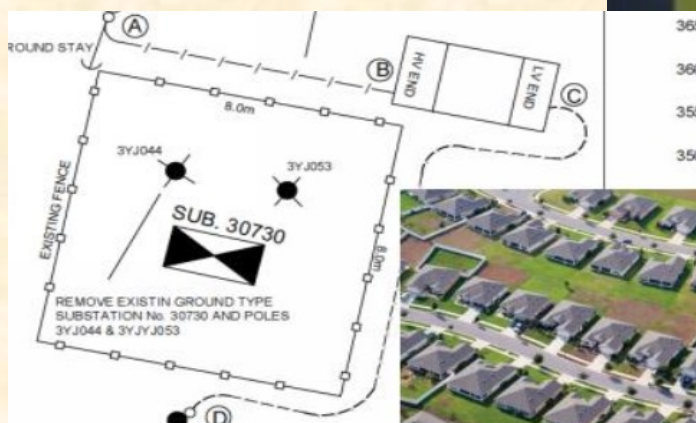 A
ROUND STAY
B
HV END
LV END
C
8.0m
3YJ044
3YJ053
SUB. 30730
EXISTING FENCE
8.0m
REMOVE EXISTIN GROUND TYPE
SUBSTATION No. 30730 AND POLES
3YJ044 & 3YJYJ053
D